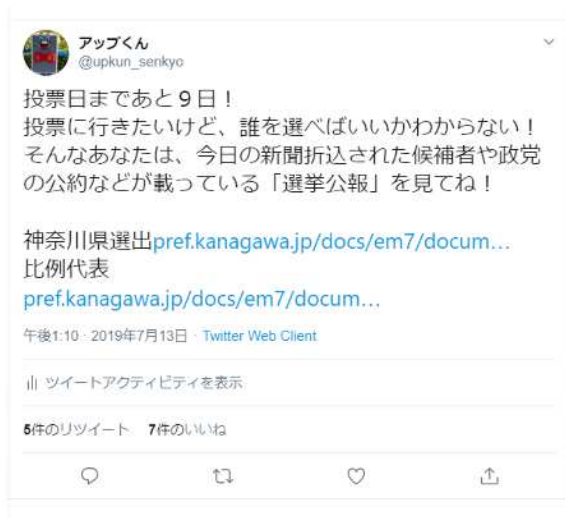 アップくん
@upkun_senkyo
投票日まであと９日！
投票に行きたいけど、誰を選べばいいかわからない！
そんなあなたは、今日の新聞折込された候補者や政党
の公約などが載っている「選挙公報」を見てね！
神奈川県選出pref.kanagawa.jp/docs/em7/docum...
比例代表
pref.kanagawa.jp/docs/em7/docum...
午後1:10 · 2019年7月13日 · Twitter Web Client
ツイートアクティビティを表示
5件のリツイート 7件のいいね